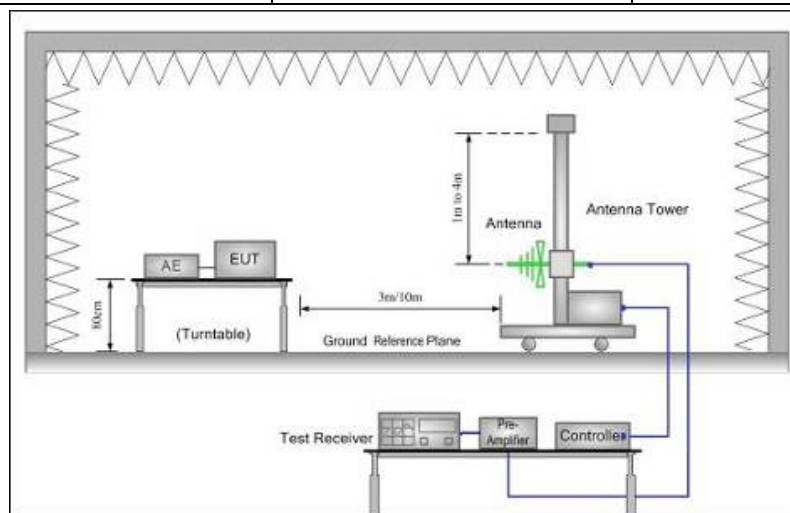 1m to 4m
Antenna
Antenna Tower
AE
EUT
3m/10m
80cm
(Turntable)
Ground Reference Plane
Test Receiver
Pre-
Amplifier
Controller